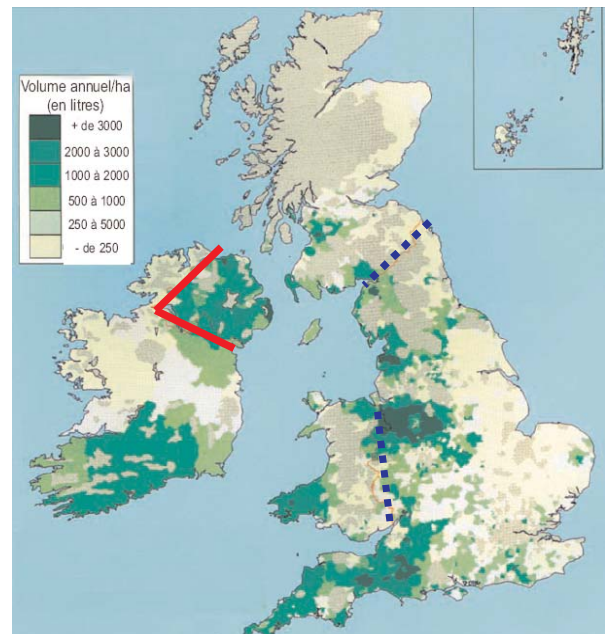 Volume annuel/ha
(en litres)
+ de 3000
2000 à 3000
1000 à 2000
500 à 1000
250 à 5000
- de 250